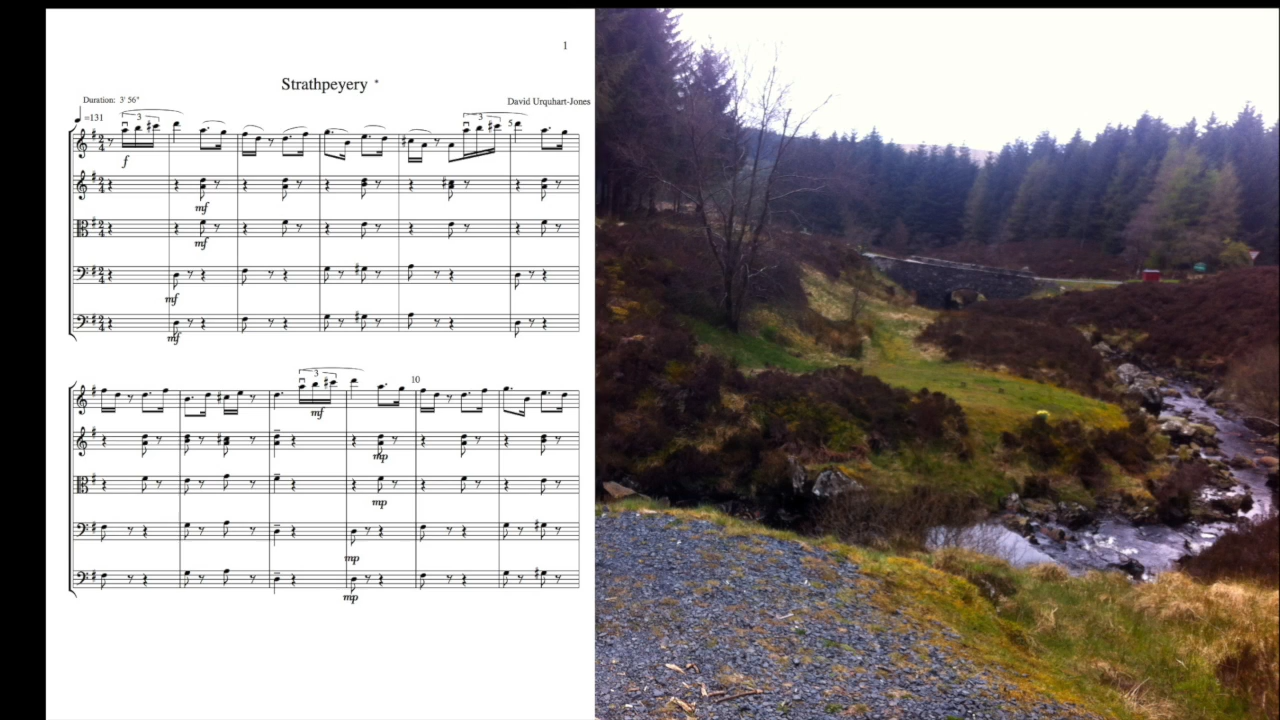 1
Strathpeyery *
Duration: 3' 56"
David Urquhart-Jones
=131
3
3
5
f
mf
mf
mf
mf
3
10
mf
mp
mp
mp
mp